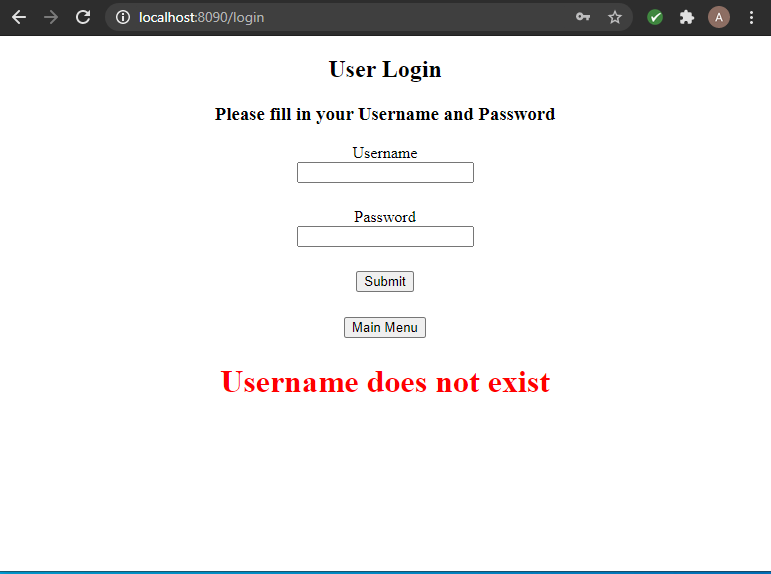 localhost:8090/login
A
User Login
Please fill in your Username and Password
Username
Password
Submit
Main Menu
Username does not exist